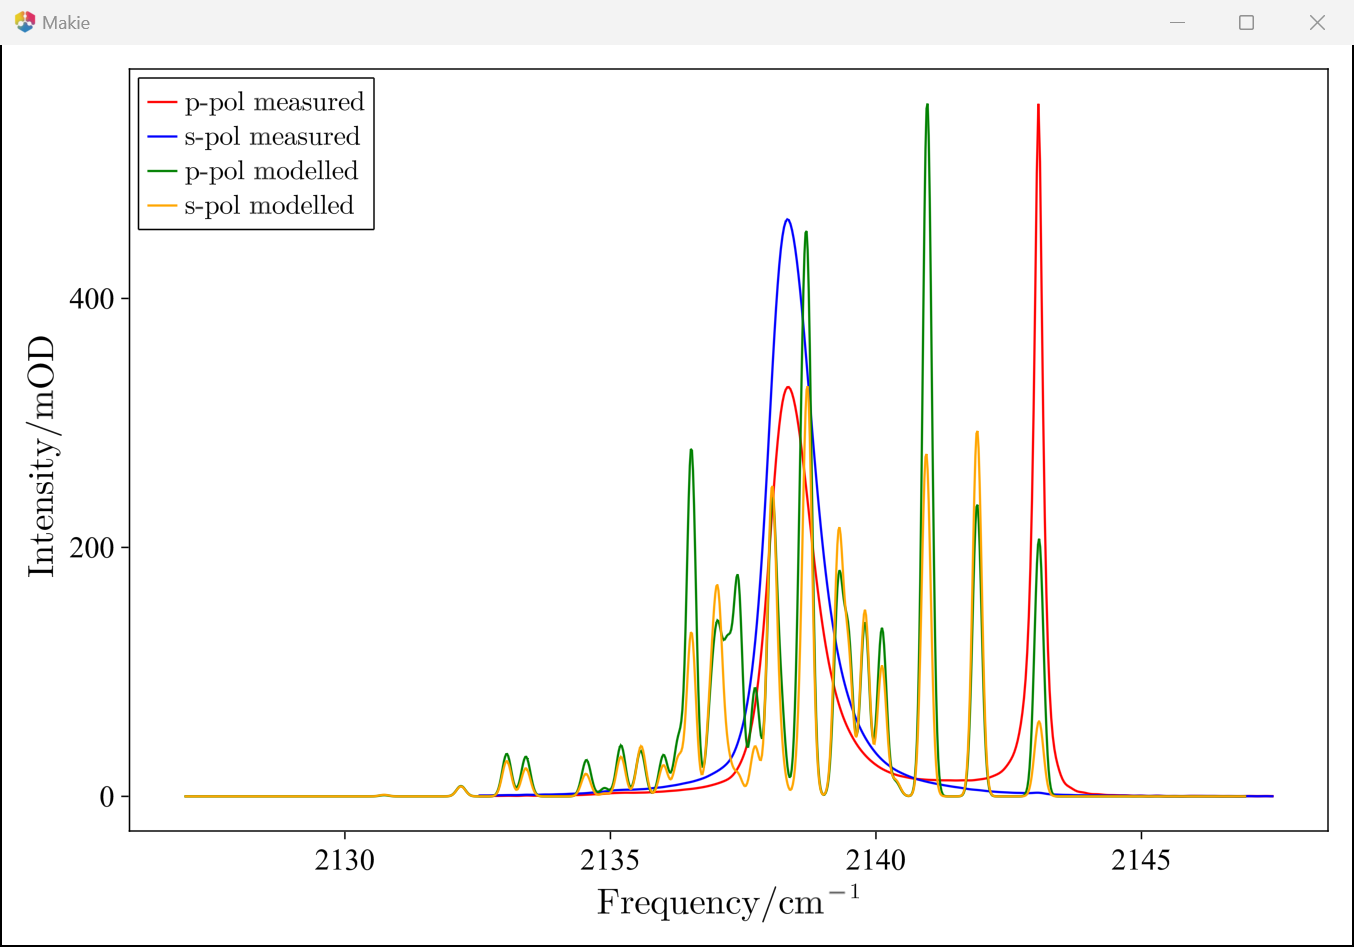 Makie
p-pol measured
s-pol measured
p-pol modelled
s-pol modelled
400
200
0
Intensity/mOD
2130 2135 2140 2145
Frequency/cm⁻¹